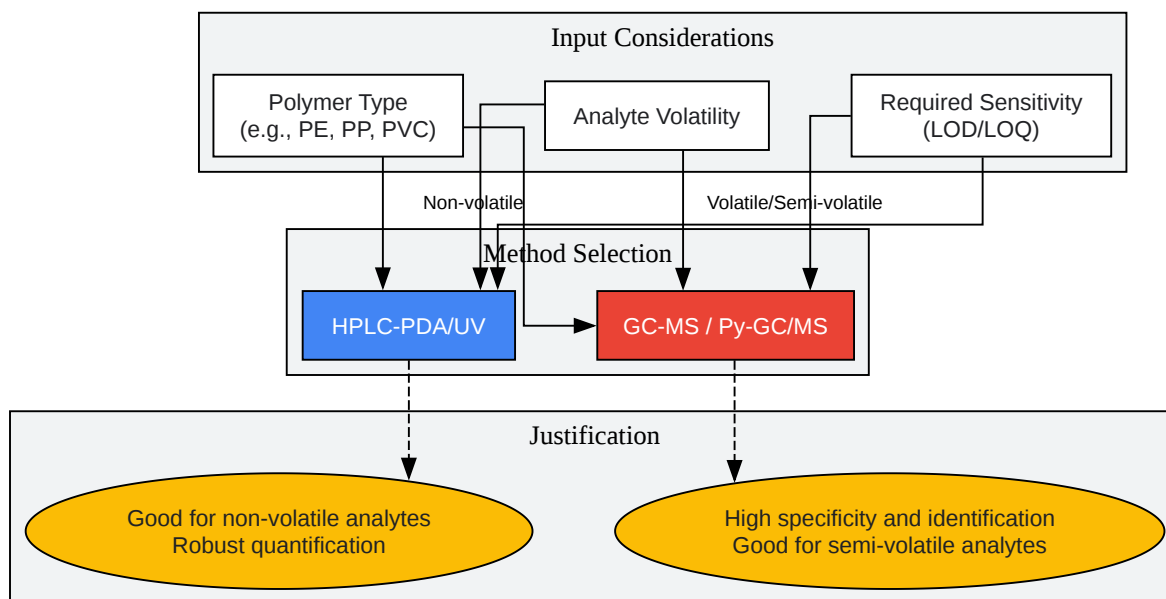 Input Considerations
Polymer Type
(e.g., PE, PP, PVC)
Analyte Volatility
Required Sensitivity
(LOD/LOQ)
Non-volatile
Volatile/Semi-volatile
Method Selection
HPLC-PDA/UV
GC-MS / Py-GC/MS
Justification
Good for non-volatile analytes
Robust quantification
High specificity and identification
Good for semi-volatile analytes